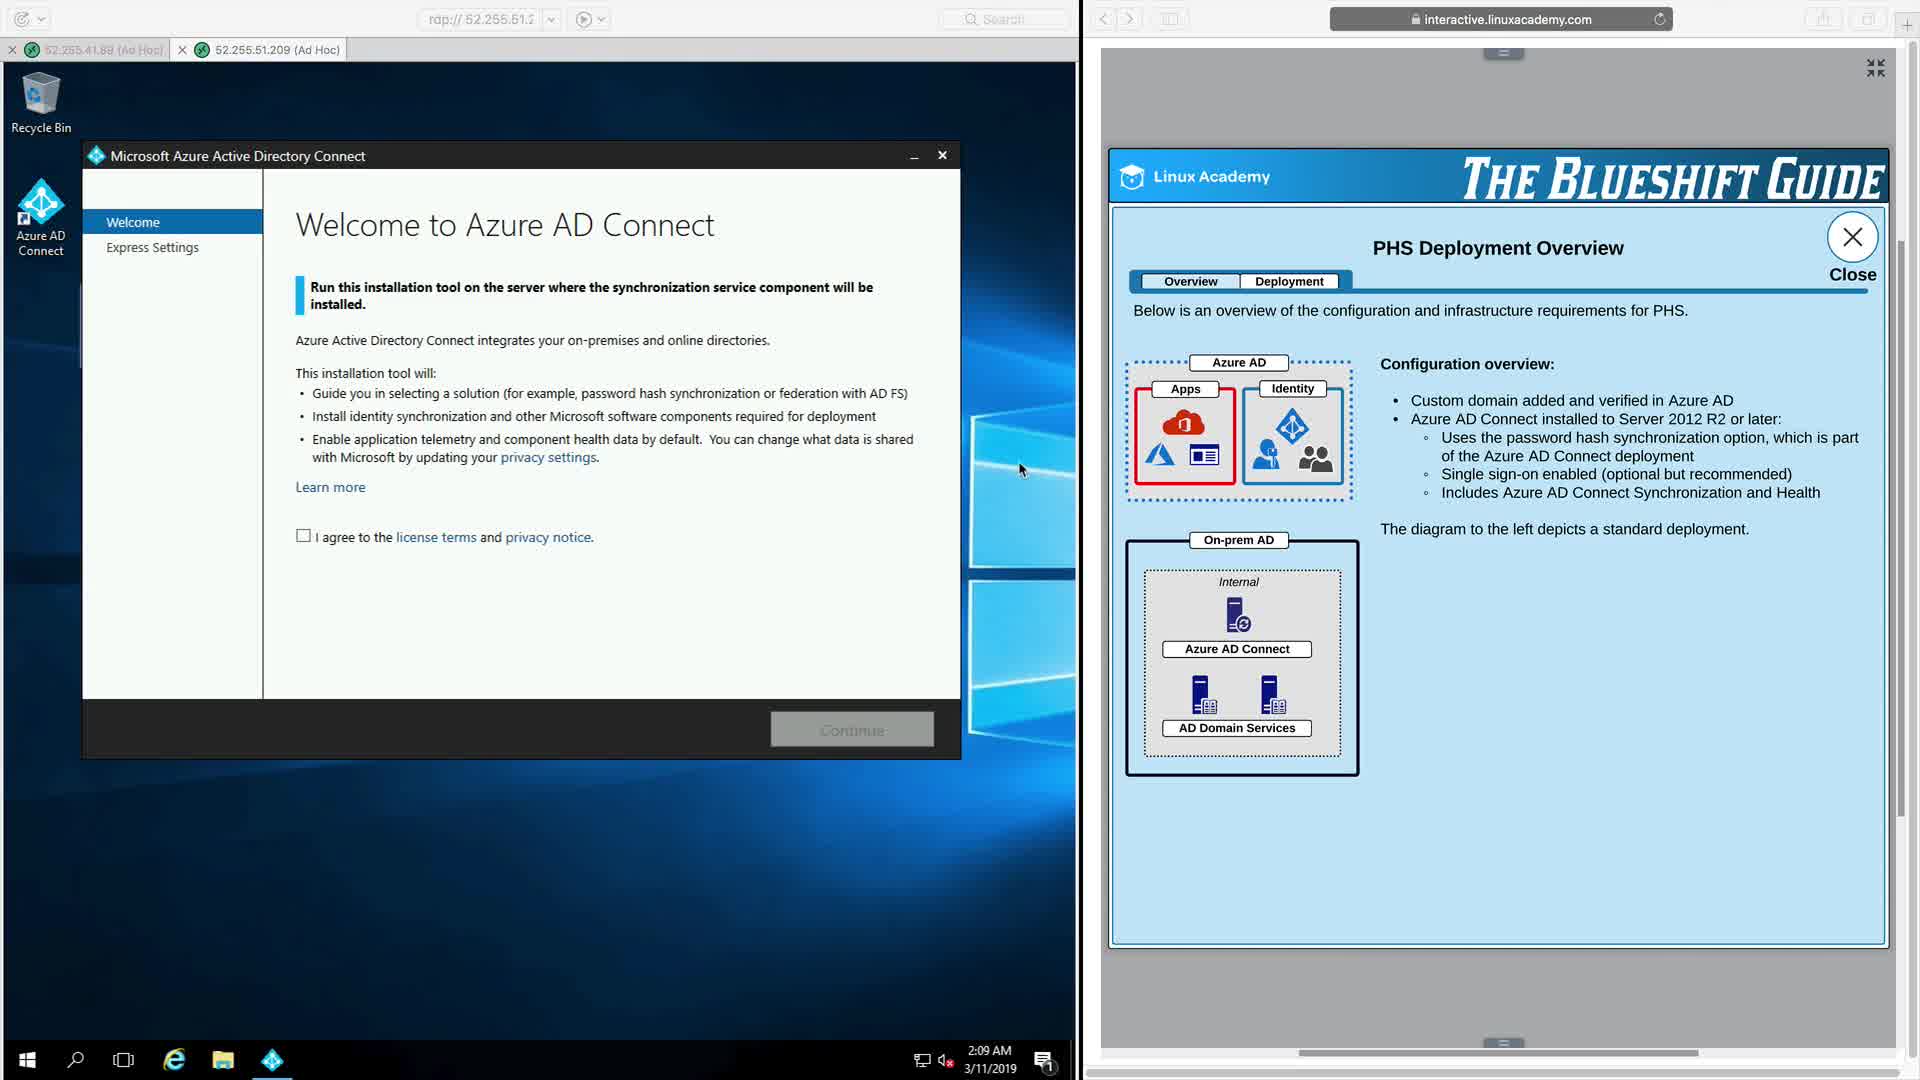 rdp:// 52.255.51.2
Search
52.255.41.89 (Ad Hoc)
52.255.51.209 (Ad Hoc)
Recycle Bin
Azure AD
Connect
Microsoft Azure Active Directory Connect
Welcome
Express Settings
Welcome to Azure AD Connect
Run this installation tool on the server where the synchronization service component will be
installed.
Azure Active Directory Connect integrates your on-premises and online directories.
This installation tool will:
• Guide you in selecting a solution (for example, password hash synchronization or federation with AD FS)
• Install identity synchronization and other Microsoft software components required for deployment
• Enable application telemetry and component health data by default. You can change what data is shared
with Microsoft by updating your privacy settings.
Learn more
I agree to the license terms and privacy notice.
Continue
2:09 AM
3/11/2019
1
interactive.linuxacademy.com
Linux Academy
THE BLUESHIFT GUIDE
PHS Deployment Overview
Close
Overview
Deployment
Below is an overview of the configuration and infrastructure requirements for PHS.
Azure AD
Apps
Identity
On-prem AD
Internal
Azure AD Connect
AD Domain Services
Configuration overview:
• Custom domain added and verified in Azure AD
• Azure AD Connect installed to Server 2012 R2 or later:
◦ Uses the password hash synchronization option, which is part
of the Azure AD Connect deployment
◦ Single sign-on enabled (optional but recommended)
◦ Includes Azure AD Connect Synchronization and Health
The diagram to the left depicts a standard deployment.